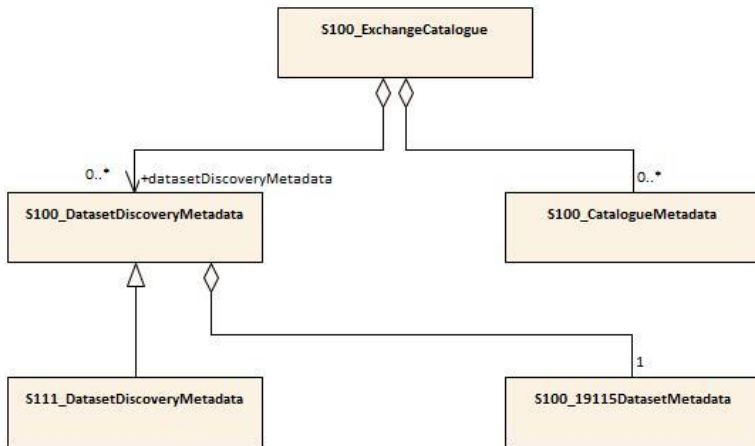 S100_ExchangeCatalogue
0..*
+datasetDiscoveryMetadata
0..*
S100_DatasetDiscoveryMetadata
S100_CatalogueMetadata
1
S111_DatasetDiscoveryMetadata
S100_19115DatasetMetadata